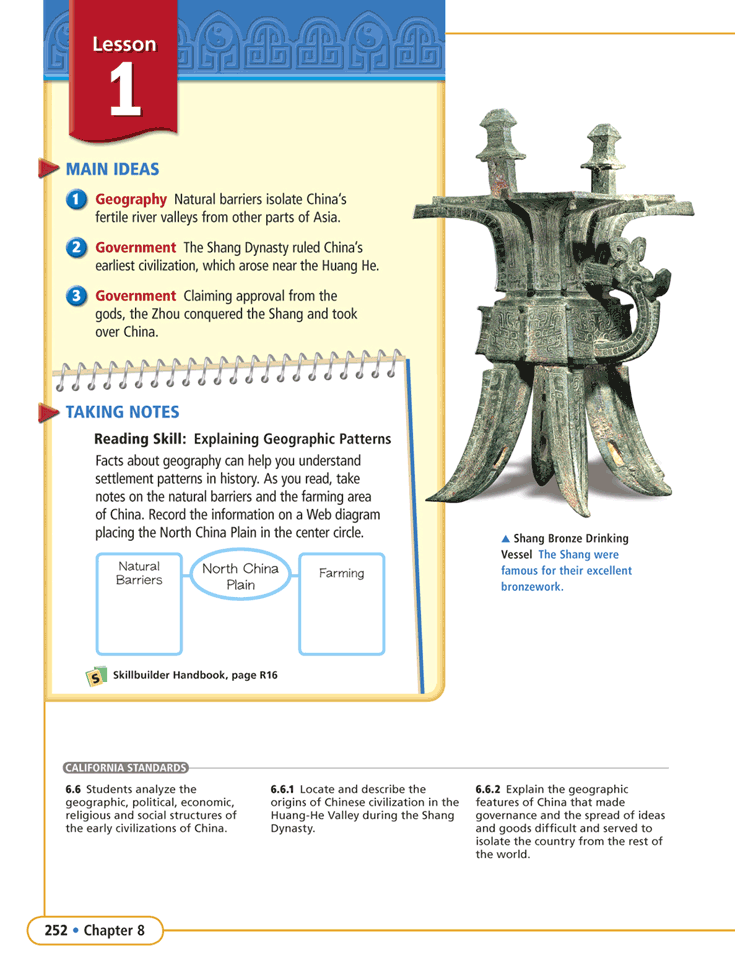 Lesson
1
MAIN IDEAS
1 Geography Natural barriers isolate China's
fertile river valleys from other parts of Asia.
2 Government The Shang Dynasty ruled China's
earliest civilization, which arose near the Huang He.
3 Government Claiming approval from the
gods, the Zhou conquered the Shang and took
over China.
TAKING NOTES
Reading Skill: Explaining Geographic Patterns
Facts about geography can help you understand
settlement patterns in history. As you read, take
notes on the natural barriers and the farming area
of China. Record the information on a Web diagram
placing the North China Plain in the center circle.
Natural
Barriers
North China
Plain
Farming
S Skillbuilder Handbook, page R16
▲ Shang Bronze Drinking
Vessel The Shang were
famous for their excellent
bronzework.
CALIFORNIA STANDARDS
6.6 Students analyze the
geographic, political, economic,
religious and social structures of
the early civilizations of China.
6.6.1 Locate and describe the
origins of Chinese civilization in the
Huang-He Valley during the Shang
Dynasty.
6.6.2 Explain the geographic
features of China that made
governance and the spread of ideas
and goods difficult and served to
isolate the country from the rest of
the world.
252 • Chapter 8